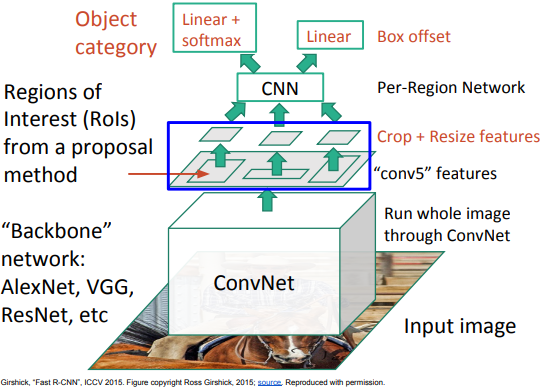 Object
category
Linear +
softmax
Linear
Box offset
CNN
Per-Region Network
Regions of
Interest (RoIs)
from a proposal
method
Crop + Resize features
“conv5” features
Run whole image
through ConvNet
“Backbone”
network:
AlexNet, VGG,
ResNet, etc
ConvNet
Input image
Girshick, “Fast R-CNN”, ICCV 2015. Figure copyright Ross Girshick, 2015; source. Reproduced with permission.